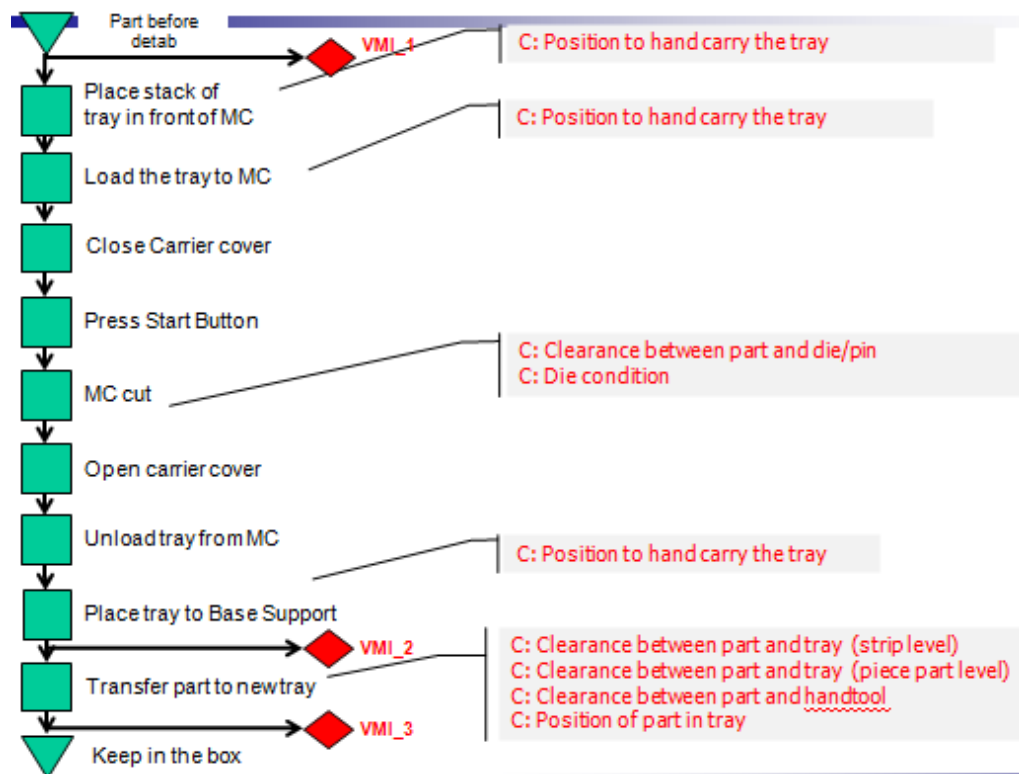 Part before
detab
VMI_1
C: Position to hand carry the tray
Place stack of
tray in front of MC
C: Position to hand carry the tray
Load the tray to MC
Close Carrier cover
Press Start Button
C: Clearance between part and die/pin
C: Die condition
MC cut
Open carrier cover
Unload tray from MC
C: Position to hand carry the tray
Place tray to Base Support
VMI_2
C: Clearance between part and tray (strip level)
C: Clearance between part and tray (piece part level)
C: Clearance between part and handtool
C: Position of part in tray
Transfer part to new tray
VMI_3
Keep in the box